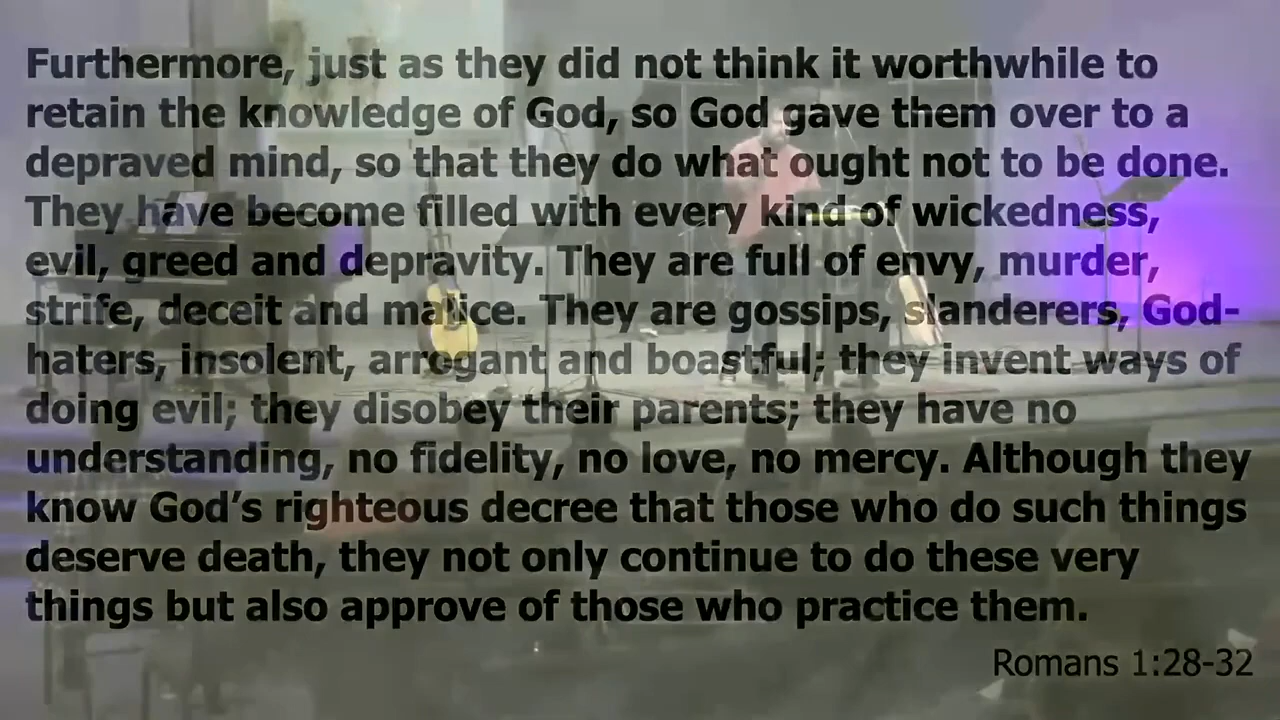 Furthermore, just as they did not think it worthwhile to
retain the knowledge of God, so God gave them over to a
depraved mind, so that they do what ought not to be done.
They have become filled with every kind of wickedness,
evil, greed and depravity. They are full of envy, murder,
strife, deceit and malice. They are gossips, slanderers, God-
haters, insolent, arrogant and boastful; they invent ways of
doing evil; they disobey their parents; they have no
understanding, no fidelity, no love, no mercy. Although they
know God’s righteous decree that those who do such things
deserve death, they not only continue to do these very
things but also approve of those who practice them.
Romans 1:28-32